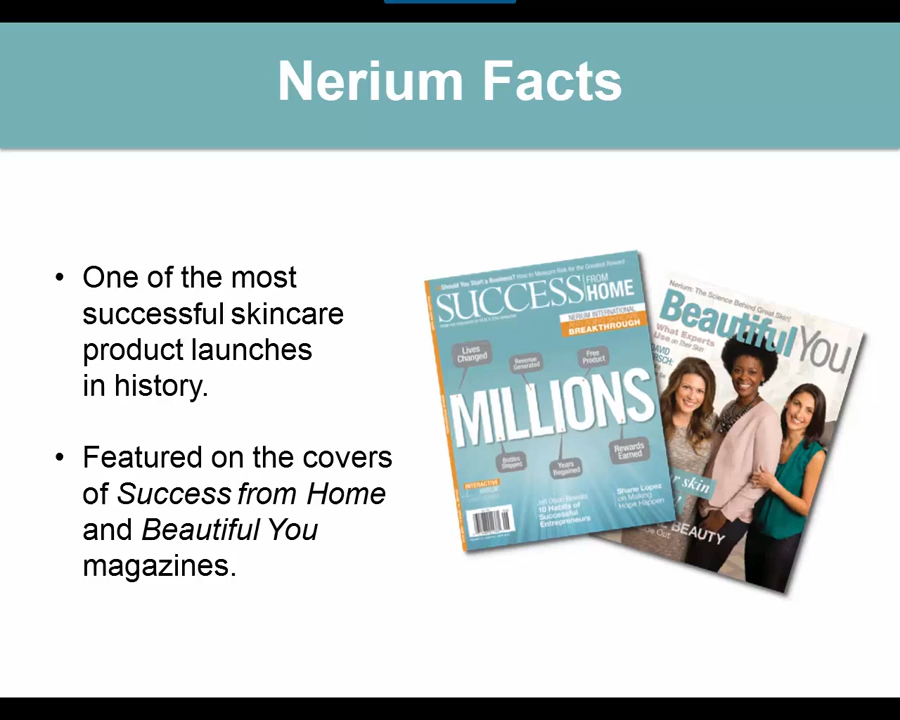 Nerium Facts
• One of the most
successful skincare
product launches
in history.
• Featured on the covers
of Success from Home
and Beautiful You
magazines.
Should You Start a Business? How to Measure Risk for the Greatest Reward
SUCCESS FROM
HOME
NERIUM INTERNATIONAL
BREAKTHROUGH
Lives
Changed
Revenue
Generated
Free
Product
MILLIONS
Bottles
Shipped
Years
Regained
Rewards
Earned
INTERACTIVE
ISSUE
10 Habits of
Successful
Entrepreneurs
Shane Lopez
on Making
Hope Happen
Nerium: The Science Behind Great Skin!
Beautiful You
What Experts
Use on Their Skin
DAVID
skin
BEAUTY
Out